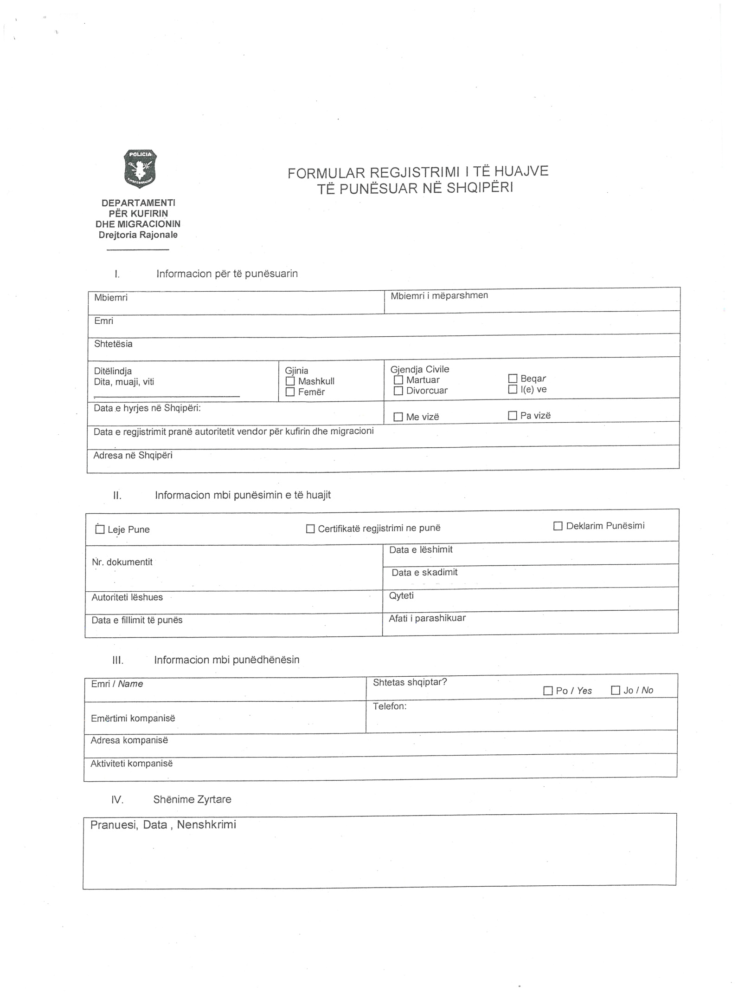 POLICIA
FORMULAR REGJISTRIMI I TË HUAJVE
TË PUNËSUAR NË SHQIPËRI
DEPARTAMENTI
PËR KUFIRIN
DHE MIGRACIONIN
Drejtoria Rajonale
I. Informacion për të punësuarin
Mbiemri Mbiemri i mëparshmen
Emri
Shtetësia
Ditëlindja Gjinia Gjendja Civile
Dita, muaji, viti ☐ Mashkull ☐ Martuar ☐ Beqar
☐ Femër ☐ Divorcuar ☐ I(e) ve
Data e hyrjes në Shqipëri: ☐ Me vizë ☐ Pa vizë
Data e regjistrimit pranë autoritetit vendor për kufirin dhe migracioni
Adresa në Shqipëri
II. Informacion mbi punësimin e të huajit
☐ Leje Pune ☐ Certifikatë regjistrimi ne punë ☐ Deklarim Punësimi
Nr. dokumentit Data e lëshimit
Data e skadimit
Autoriteti lëshues Qyteti
Data e fillimit të punës Afati i parashikuar
III. Informacion mbi punëdhënësin
Emri / Name Shtetas shqiptar? ☐ Po / Yes ☐ Jo / No
Emërtimi kompanisë Telefon:
Adresa kompanisë
Aktiviteti kompanisë
IV. Shënime Zyrtare
Pranuesi, Data , Nenshkrimi